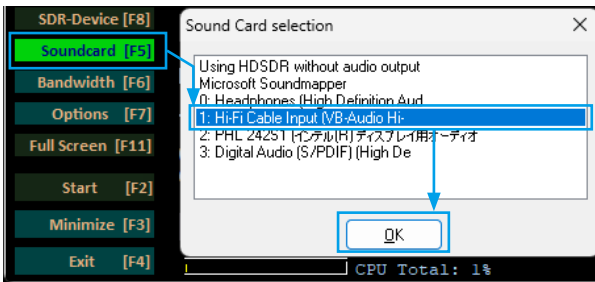 SDR-Device [F8]
Soundcard [F5]
Bandwidth [F6]
Options [F7]
Full Screen [F11]
Start [F2]
Minimize [F3]
Exit [F4]
Sound Card selection
Using HDSDR without audio output
Microsoft Soundmapper
0: Headphones (High Definition Aud
1: Hi-Fi Cable Input (VB-Audio Hi-
2: PHL 242S1 (インテル(R) ディスプレイ用オーディオ
3: Digital Audio (S/PDIF) (High De
OK
CPU Total: 1%